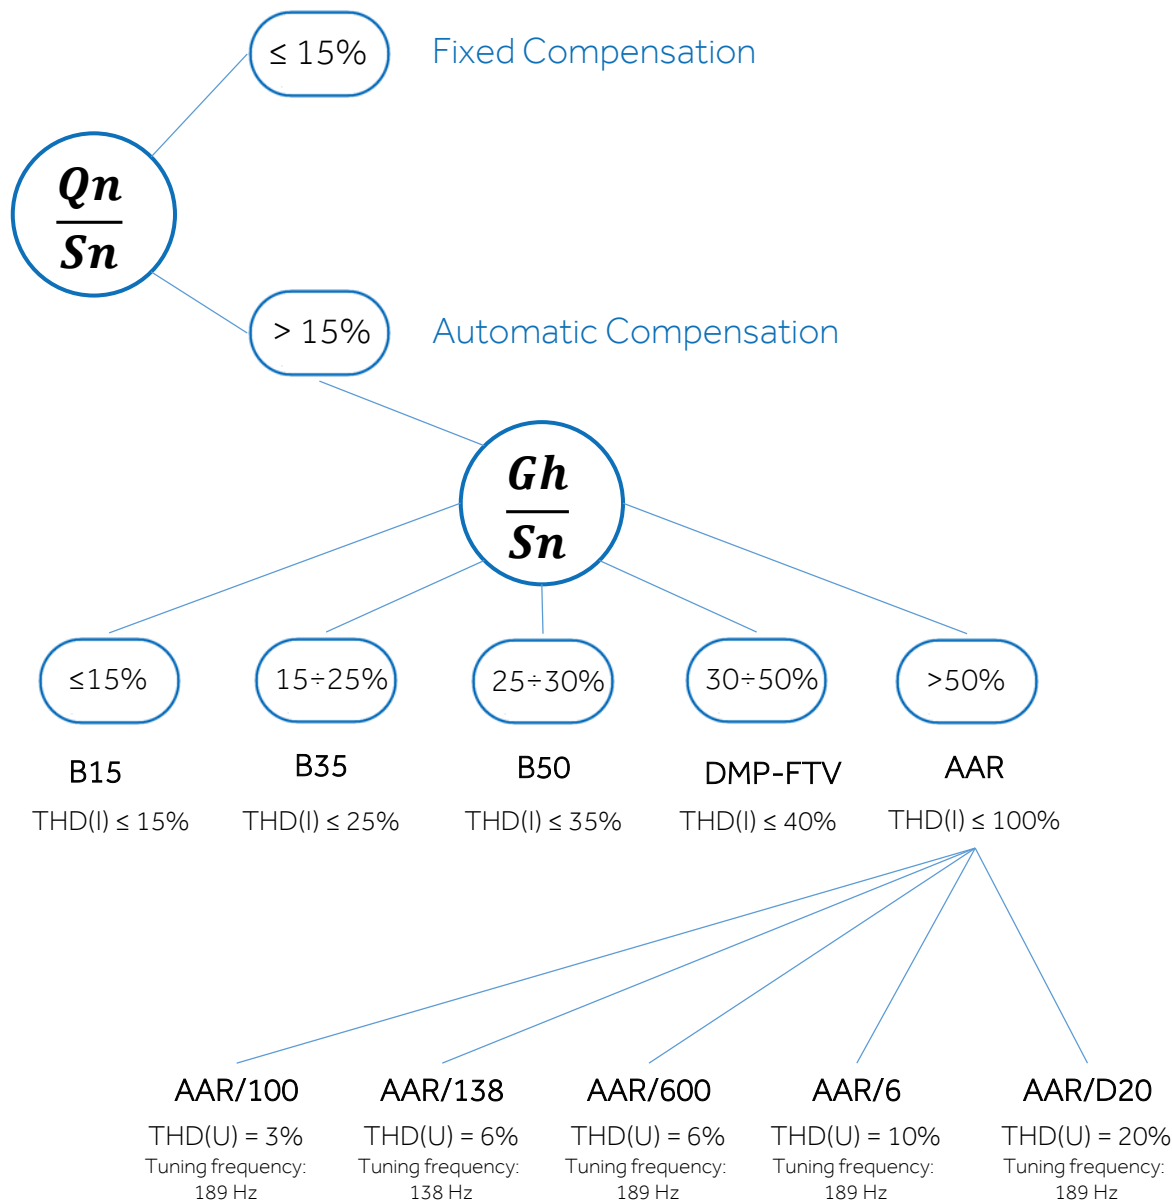 ≤ 15%
Fixed Compensation
Qn
Sn
> 15%
Automatic Compensation
Gh
Sn
≤15%
15÷25%
25÷30%
30÷50%
>50%
B15
B35
B50
DMP-FTV
AAR
THD(I) ≤ 15%
THD(I) ≤ 25%
THD(I) ≤ 35%
THD(I) ≤ 40%
THD(I) ≤ 100%
AAR/100
AAR/138
AAR/600
AAR/6
AAR/D20
THD(U) = 3%
THD(U) = 6%
THD(U) = 6%
THD(U) = 10%
THD(U) = 20%
Tuning frequency:
Tuning frequency:
Tuning frequency:
Tuning frequency:
Tuning frequency:
189 Hz
138 Hz
189 Hz
189 Hz
189 Hz